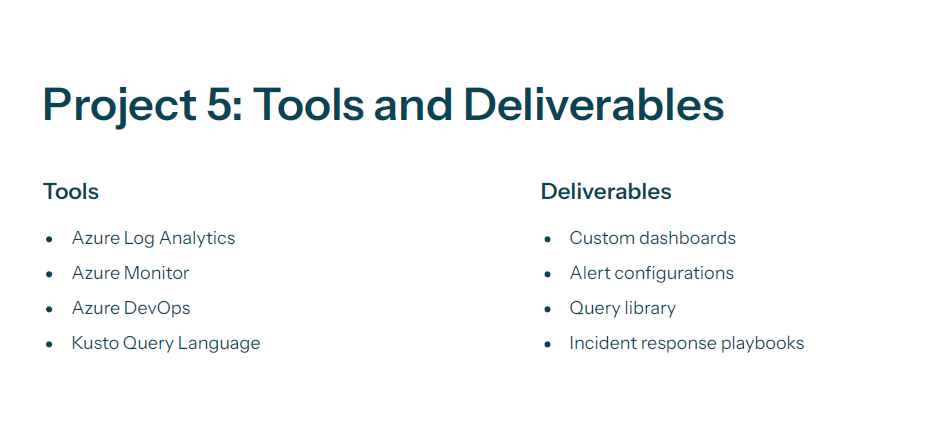 Project 5: Tools and Deliverables
Tools
• Azure Log Analytics
• Azure Monitor
• Azure DevOps
• Kusto Query Language
Deliverables
• Custom dashboards
• Alert configurations
• Query library
• Incident response playbooks